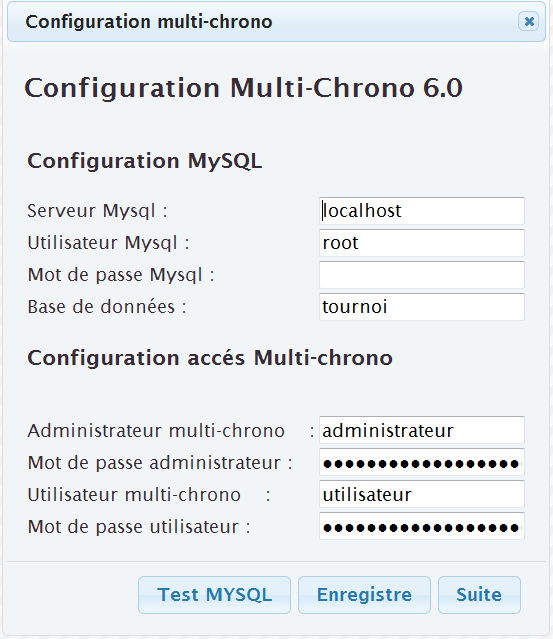 Configuration multi-chrono
Configuration Multi-Chrono 6.0
Configuration MySQL
Serveur Mysql : localhost
Utilisateur Mysql : root
Mot de passe Mysql :
Base de données : tournoi
Configuration accés Multi-chrono
Administrateur multi-chrono : administrateur
Mot de passe administrateur : ●●●●●●●●●●●●●●●●●●
Utilisateur multi-chrono : utilisateur
Mot de passe utilisateur : ●●●●●●●●●●●●●●●●●●
Test MYSQL Enregistre Suite